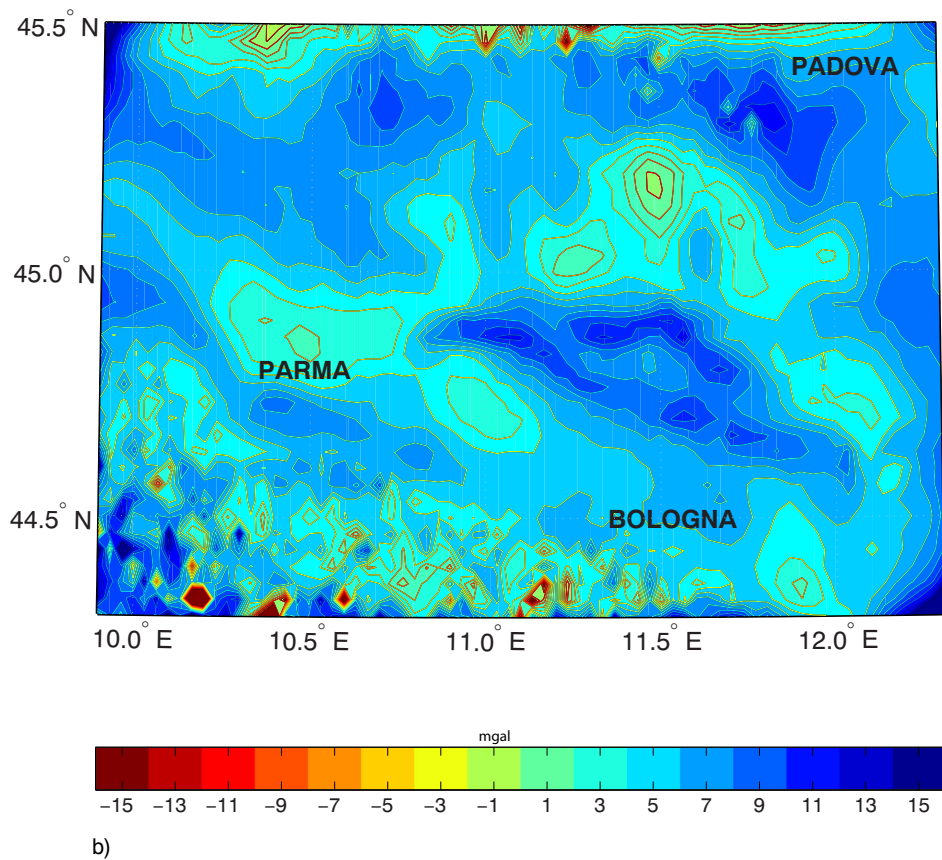 45.5° N
PADOVA
45.0° N
PARMA
44.5° N
BOLOGNA
10.0° E 10.5° E 11.0° E 11.5° E 12.0° E
mgal
−15 −13 −11 −9 −7 −5 −3 −1 1 3 5 7 9 11 13 15
b)